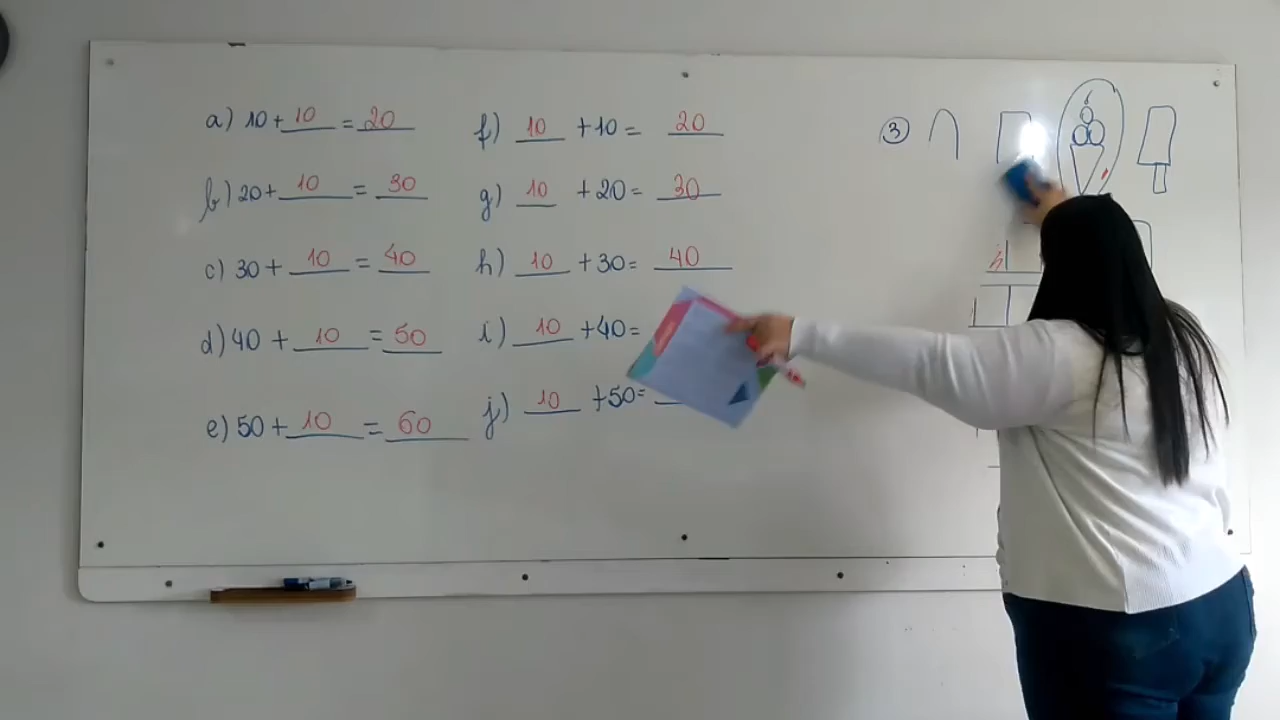 a) 10 + 10 = 20
b) 20 + 10 = 30
c) 30 + 10 = 40
d) 40 + 10 = 50
e) 50 + 10 = 60
f) 10 + 10 = 20
g) 10 + 20 = 30
h) 10 + 30 = 40
i) 10 + 40 =
j) 10 + 50 =
3